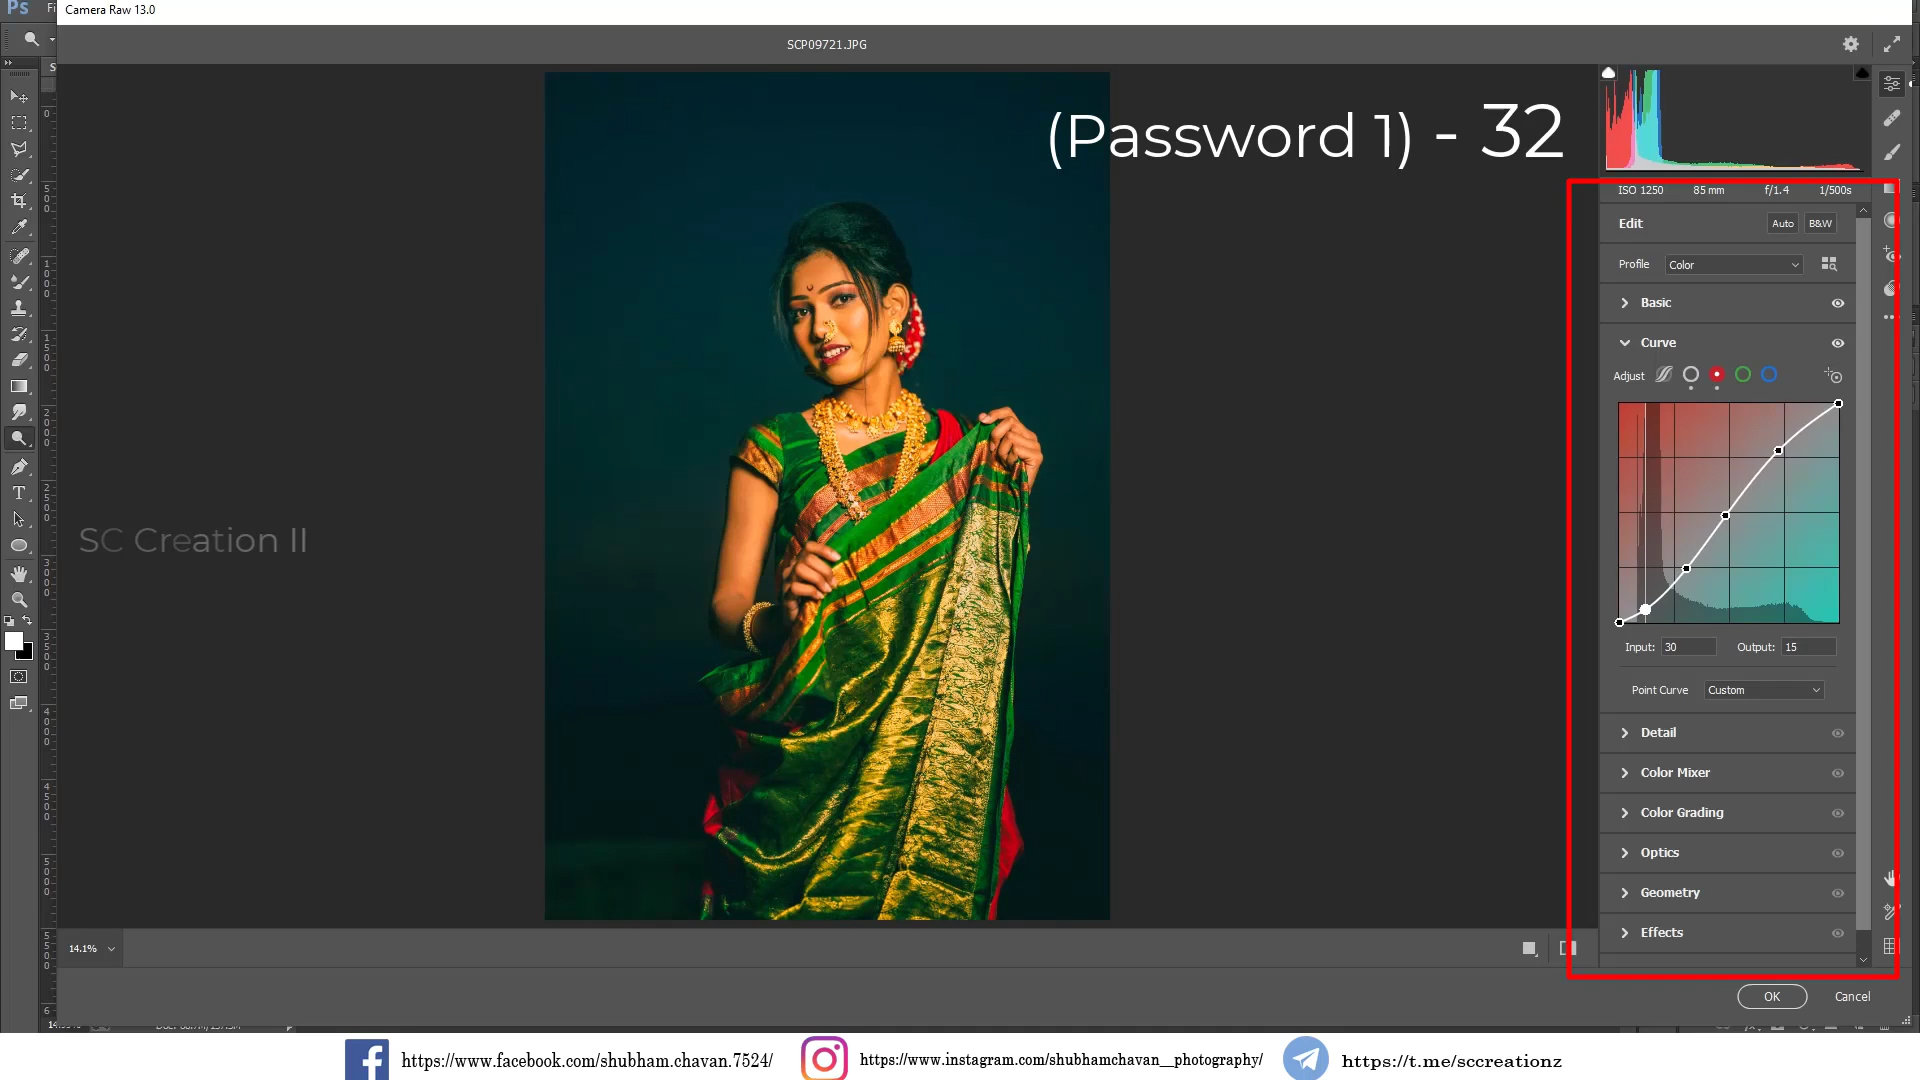 Ps
Fi
Camera Raw 13.0
SCP09721.JPG
S
(Password 1) - 32
ISO 1250 85 mm f/1.4 1/500s
Edit Auto B&W
Profile Color
Basic
Curve
Adjust
Input: 30 Output: 15
Point Curve Custom
SC Creation II
Detail
Color Mixer
Color Grading
Optics
Geometry
Effects
14.1%
OK Cancel
https://www.facebook.com/shubham.chavan.7524/ https://www.instagram.com/shubhamchavan__photography/ https://t.me/sccreationz